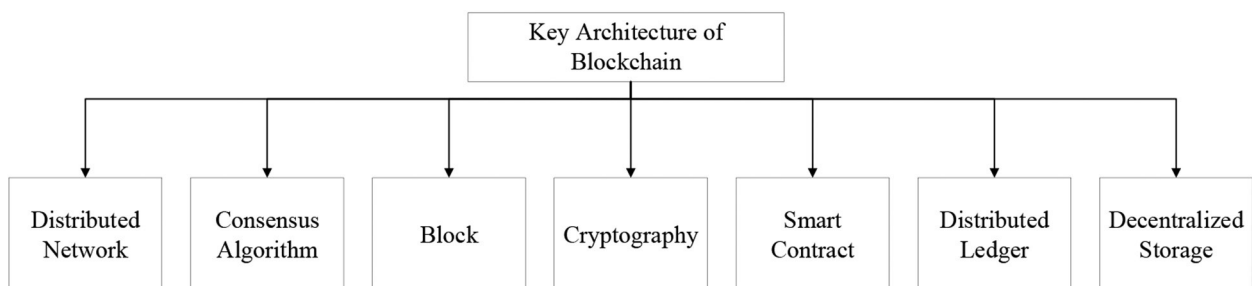 Key Architecture of
Blockchain
Distributed
Network
Consensus
Algorithm
Block
Cryptography
Smart
Contract
Distributed
Ledger
Decentralized
Storage